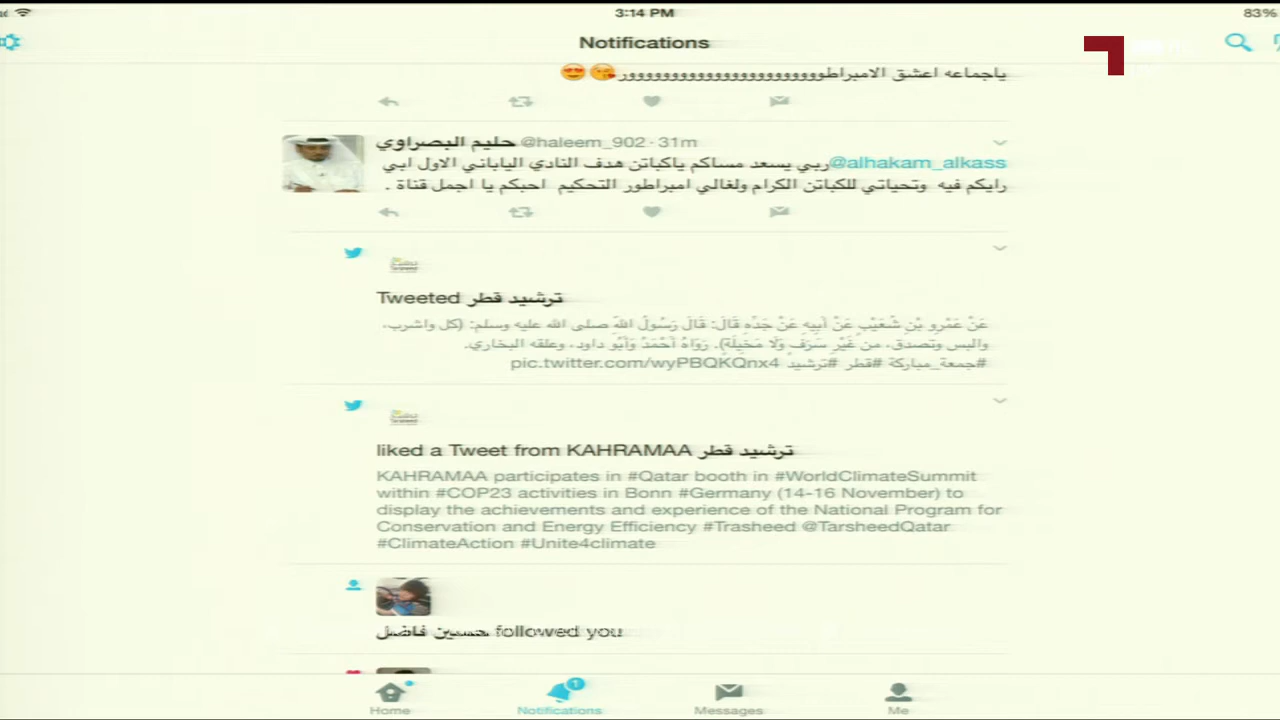 3:14 PM
83%
Notifications
ياجماعه اعشق الامبراطوووووووووووووووووووووووور😘😍
حليم البصراوي @haleem_902 · 31m
@alhakam_alkassربي يسعد مساكم ياكباتن هدف النادي الياباني الاول ابي
رايكم فيه وتحياتي للكباتن الكرام ولغالي امبراطور التحكيم احبكم يا اجمل قناة .
Tweeted ترشيد قطر
عَنْ عَمْرِو بْنِ شُعَيْبٍ عَنْ أَبِيهِ عَنْ جَدِّهِ قَالَ: قَالَ رَسُولُ اللَّهِ صلى الله عليه وسلم: (كل واشرب،
والبس وتصدق، من غَيْرِ سَرَفٍ وَلَا مَخِيلَةٍ). رَوَاهُ أَحْمَدُ وَأَبُو داود، وعلقه البخاري.
#جمعة_مباركة #قطر #ترشيد pic.twitter.com/wyPBQKQnx4
liked a Tweet from KAHRAMAA ترشيد قطر
KAHRAMAA participates in #Qatar booth in #WorldClimateSummit
within #COP23 activities in Bonn #Germany (14-16 November) to
display the achievements and experience of the National Program for
Conservation and Energy Efficiency #Trasheed @TarsheedQatar
#ClimateAction #Unite4climate
حسين فاضل followed you
1
Home
Notifications
Messages
Me